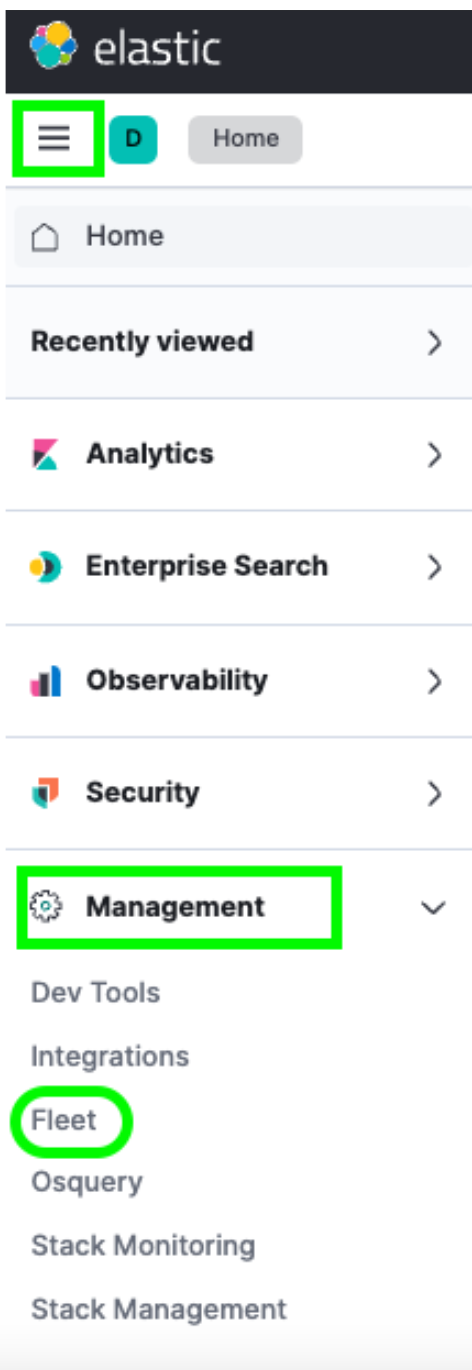 elastic
D Home
Home
Recently viewed
Analytics
Enterprise Search
Observability
Security
Management
Dev Tools
Integrations
Fleet
Osquery
Stack Monitoring
Stack Management